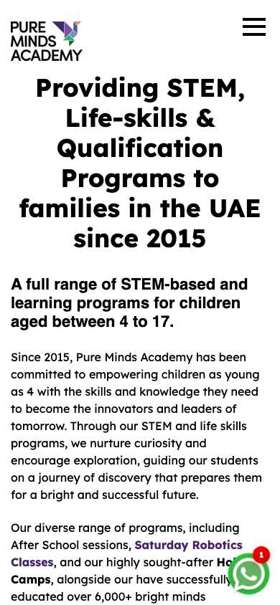 PURE
MINDS
ACADEMY
Providing STEM,
Life-skills &
Qualification
Programs to
families in the UAE
since 2015
A full range of STEM-based and
learning programs for children
aged between 4 to 17.
Since 2015, Pure Minds Academy has been
committed to empowering children as young
as 4 with the skills and knowledge they need
to become the innovators and leaders of
tomorrow. Through our STEM and life skills
programs, we nurture curiosity and
encourage exploration, guiding our students
on a journey of discovery that prepares them
for a bright and successful future.
Our diverse range of programs, including
After School sessions, Saturday Robotics
Classes, and our highly sought-after
Camps, alongside our have successfully
educated over 6,000+ bright minds
1